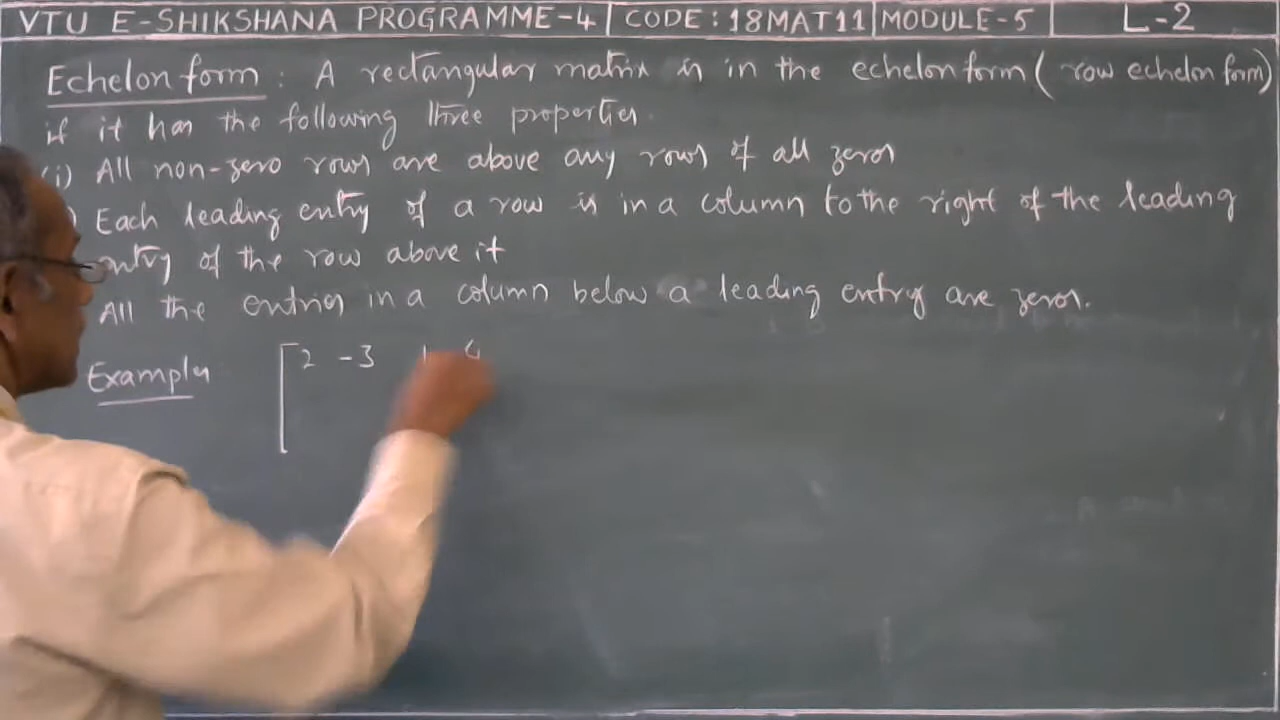 VTU E-SHIKSHANA PROGRAMME-4 CODE: 18MAT11 MODULE-5 L-2
Echelon form : A rectangular matrix is in the echelon form ( row echelon form)
if it has the following three properties.
(i) All non-zero rows are above any rows of all zeros
) Each leading entry of a row is in a column to the right of the leading
entry of the row above it
All the entries in a column below a leading entry are zeros.
Examples [ 2 -3